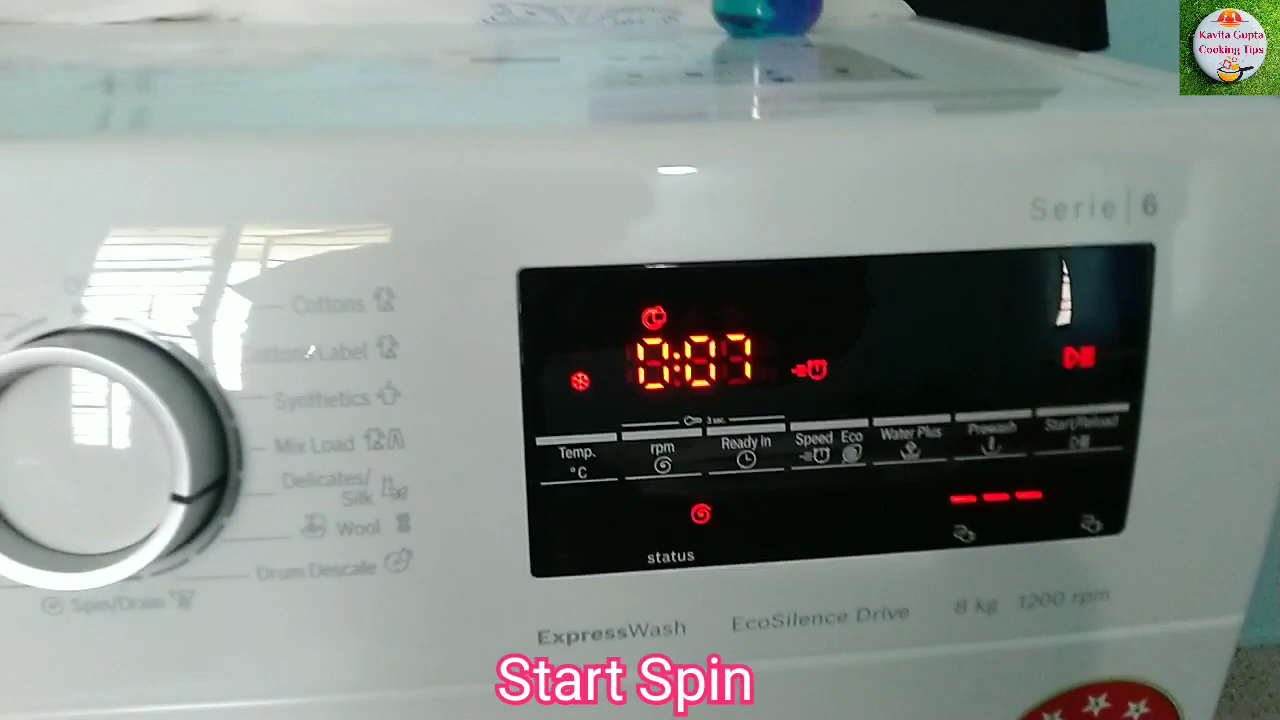 Kavita Gupta
Cooking Tips
Serie | 6
Cottons
Label
Synthetics
Mix Load
Delicates/
Silk
Wool
Drum Descale
Spin/Drain
0:07
3 sec.
Temp.
°C
rpm
Ready in
Speed Eco
Water Plus
Prewash
Start/Reload
status
ExpressWash
EcoSilence Drive
8 kg 1200 rpm
Start Spin